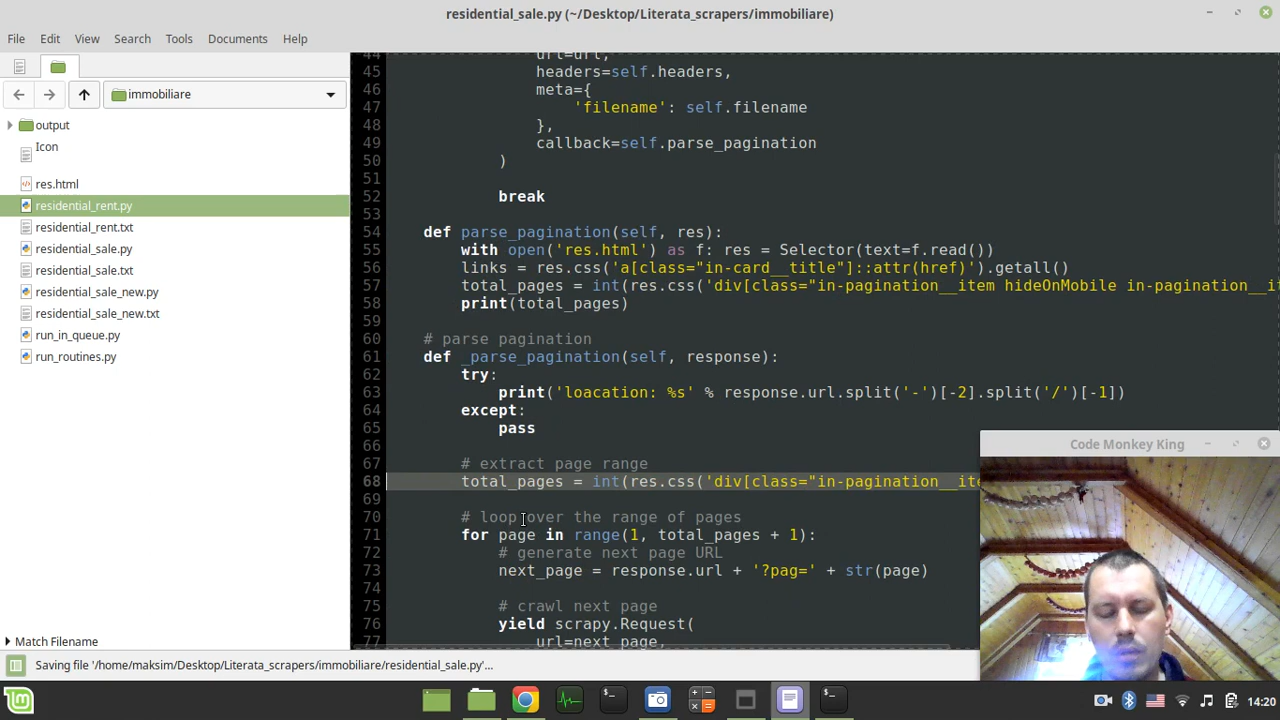 residential_sale.py (~/Desktop/Literata_scrapers/immobiliare)
File Edit View Search Tools Documents Help
immobiliare
output
Icon
res.html
residential_rent.py
residential_rent.txt
residential_sale.py
residential_sale.txt
residential_sale_new.py
residential_sale_new.txt
run_in_queue.py
run_routines.py
Match Filename
44 url=url,
45 headers=self.headers,
46 meta={
47 'filename': self.filename
48 },
49 callback=self.parse_pagination
50 )
51
52 break
53
54 def parse_pagination(self, res):
55 with open('res.html') as f: res = Selector(text=f.read())
56 links = res.css('a[class="in-card__title"]::attr(href)').getall()
57 total_pages = int(res.css('div[class="in-pagination__item hideOnMobile in-pagination__i
58 print(total_pages)
59
60 # parse pagination
61 def _parse_pagination(self, response):
62 try:
63 print('loacation: %s' % response.url.split('-')[-2].split('/')[-1])
64 except:
65 pass
66
67 # extract page range
68 total_pages = int(res.css('div[class="in-pagination__ite
69
70 # loop over the range of pages
71 for page in range(1, total_pages + 1):
72 # generate next page URL
73 next_page = response.url + '?pag=' + str(page)
74
75 # crawl next page
76 yield scrapy.Request(
77 url=next_page,
Code Monkey King
Saving file '/home/maksim/Desktop/Literata_scrapers/immobiliare/residential_sale.py'...
14:20